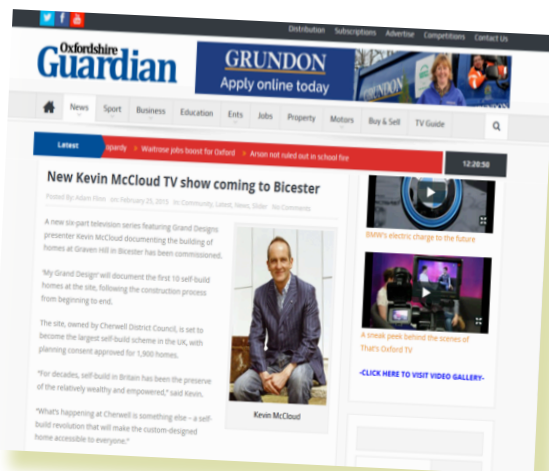 Distribution Subscriptions Advertise Competitions Contact Us
Oxfordshire
Guardian
GRUNDON
Apply online today
GRUNDON
News Sport Business Education Ents Jobs Property Motors Buy & Sell TV Guide
Latest
opardy > Waitrose jobs boost for Oxford > Arson not ruled out in school fire
12:20:50
New Kevin McCloud TV show coming to Bicester
Posted By: Adam on: February 25, 2015 In: Community, Latest, News, Slider No Comments
A new six-part television series featuring Grand Designs
presenter Kevin McCloud documenting the building of
homes at Graven Hill in Bicester has been commissioned.
'My Grand Design' will document the first 10 self-build
homes at the site, following the construction process
from beginning to end.
The site, owned by Cherwell District Council, is set to
become the largest self-build scheme in the UK, with
planning consent approved for 1,900 homes.
"For decades, self-build in Britain has been the preserve
of the relatively wealthy and empowered," said Kevin.
"What's happening at Cherwell is something else – a self-
build revolution that will make the custom-designed
home accessible to everyone."
Kevin McCloud
BMW's electric charge to the future
A sneak peek behind the scenes of
That's Oxford TV
-CLICK HERE TO VISIT VIDEO GALLERY-